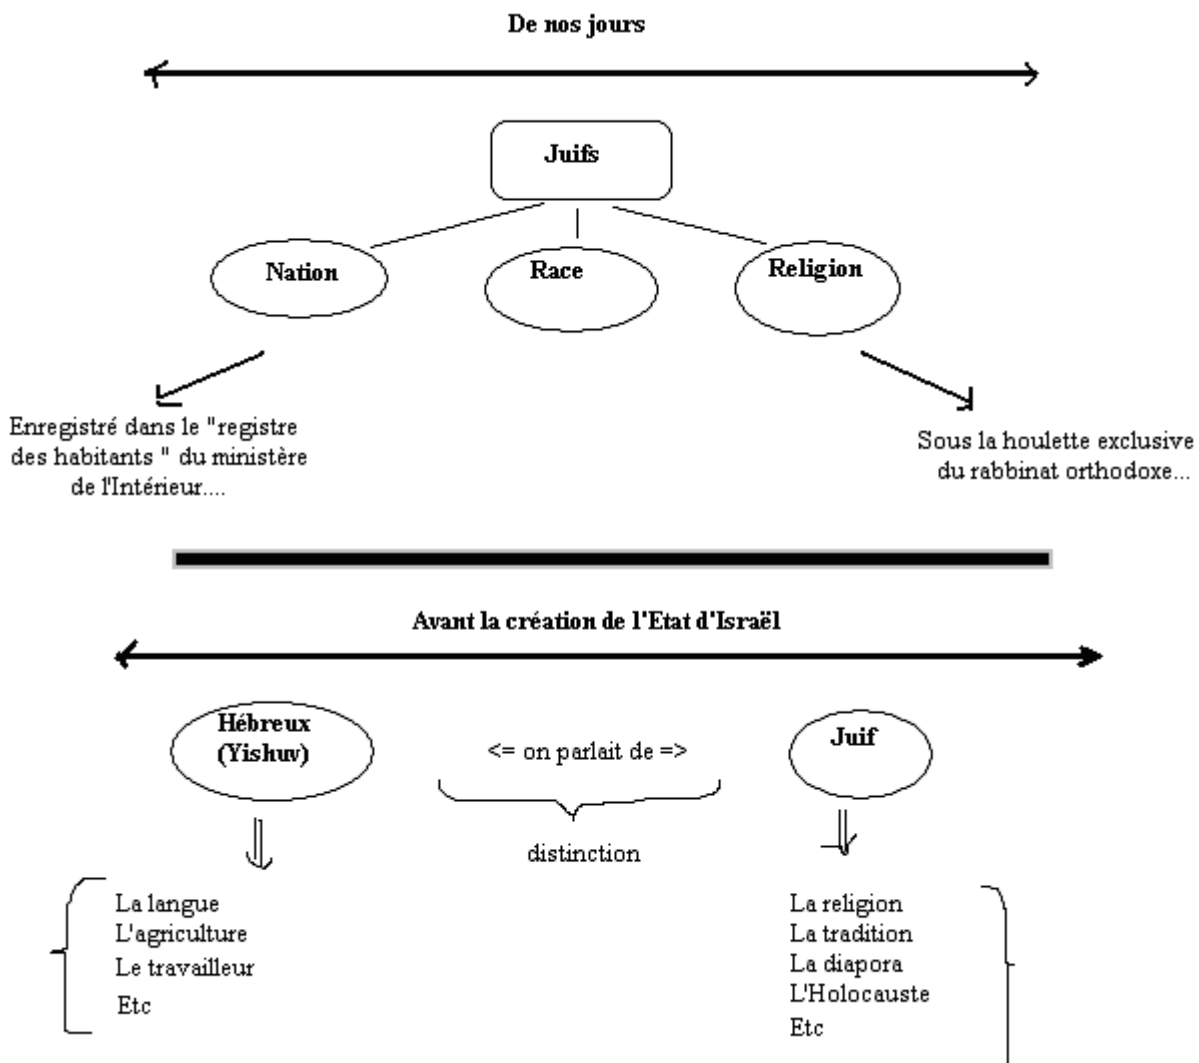 De nos jours
Juifs
Nation
Race
Religion
Enregistré dans le "registre
des habitants " du ministère
de l'Intérieur....
Sous la houlette exclusive
du rabbinat orthodoxe...
Avant la création de l'Etat d'Israël
Hébreux
(Yishuv)
<= on parlait de =>
Juif
distinction
La langue
L'agriculture
Le travailleur
Etc
La religion
La tradition
La diapora
L'Holocauste
Etc